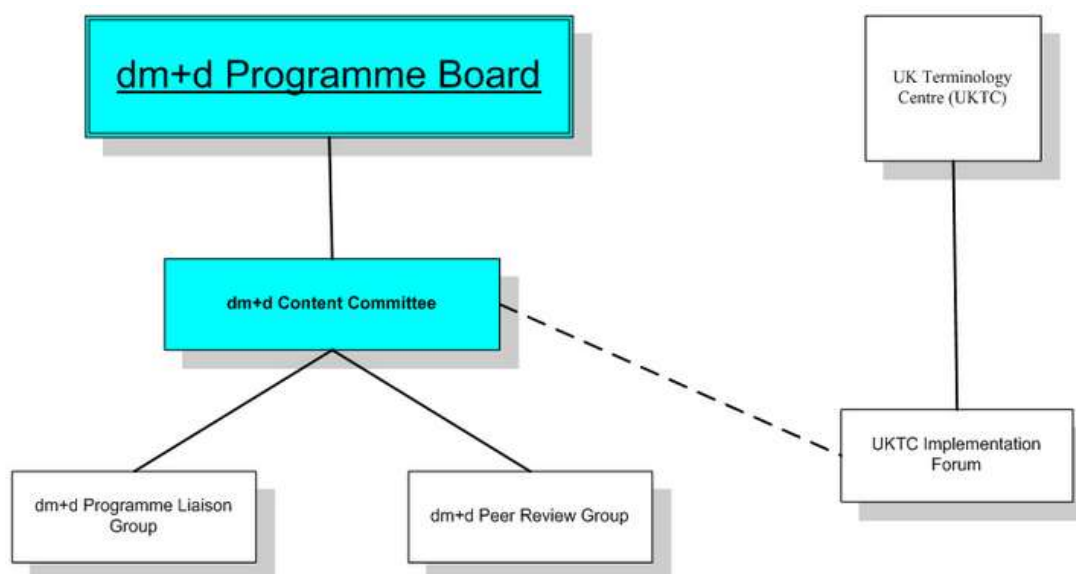 dm+d Programme Board
UK Terminology
Centre (UKTC)
dm+d Content Committee
UKTC Implementation
Forum
dm+d Programme Liaison
Group
dm+d Peer Review Group